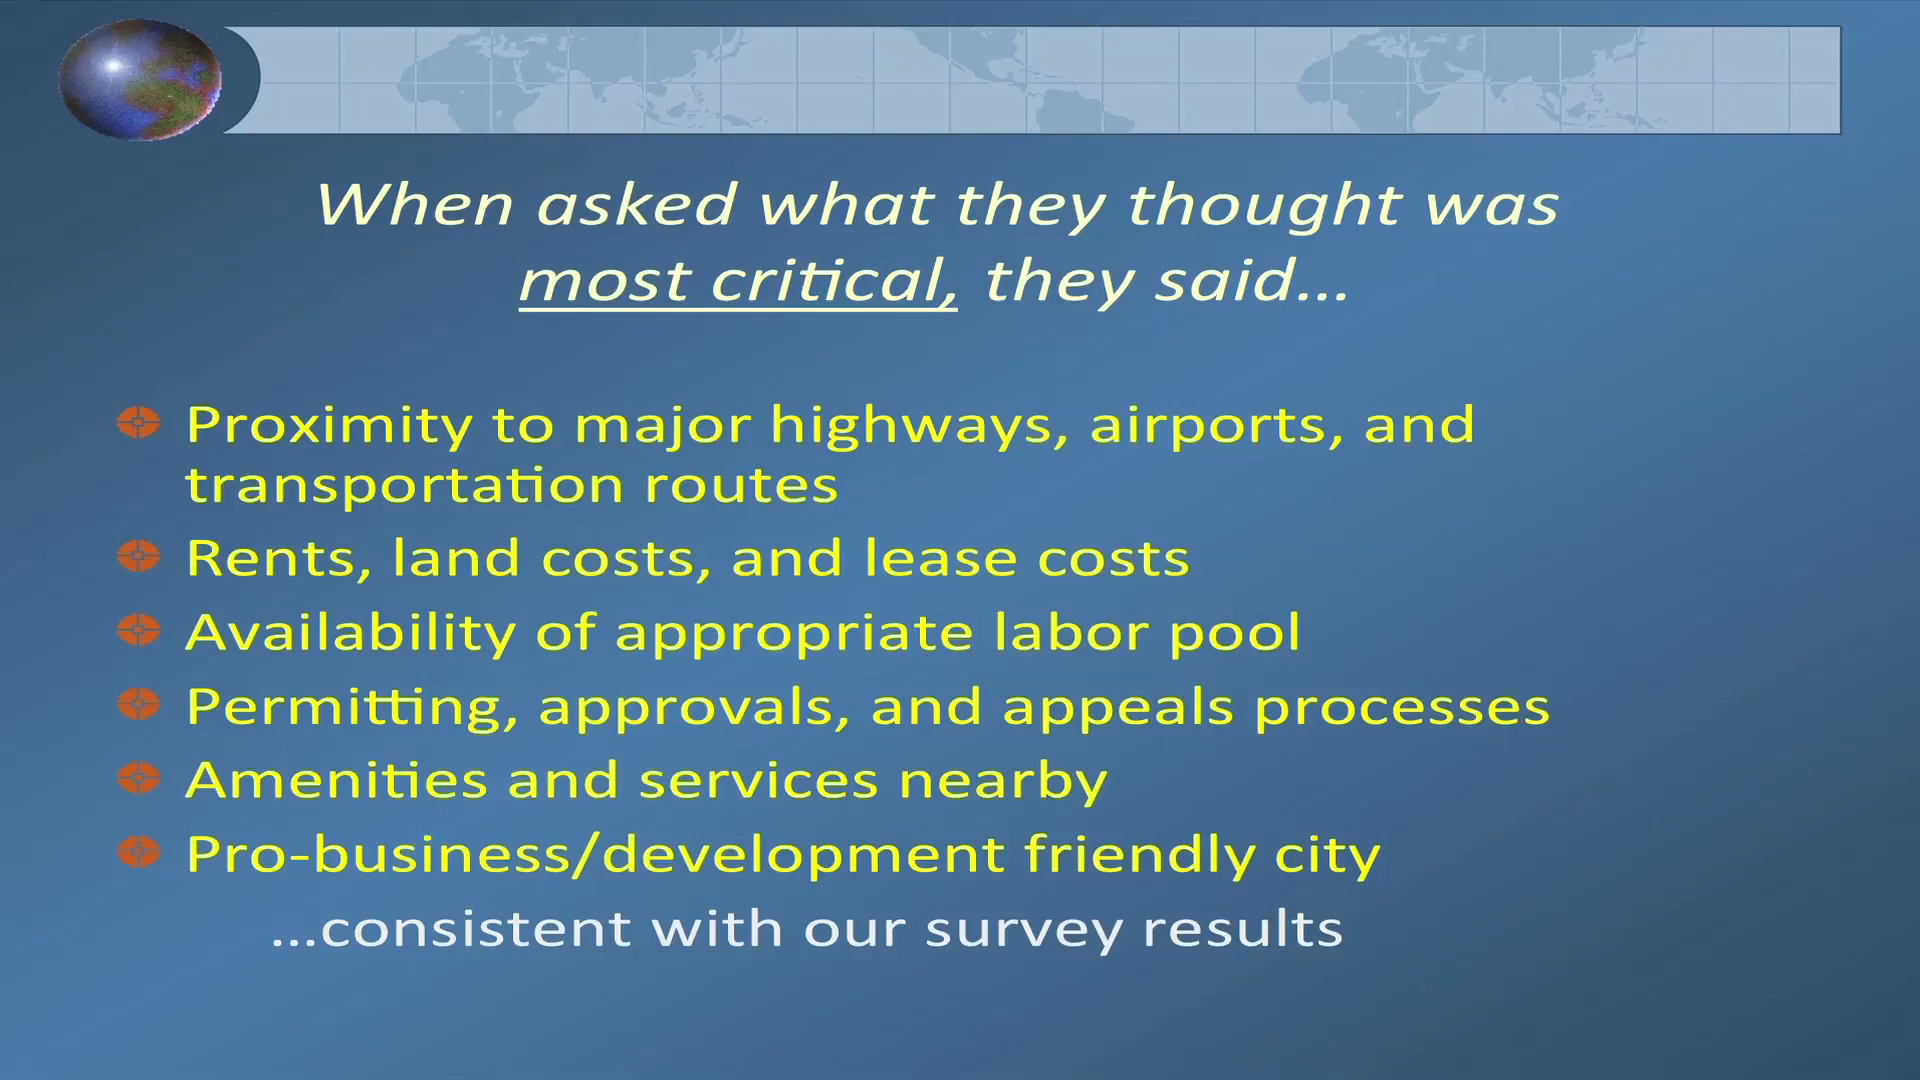 When asked what they thought was
most critical, they said...
Proximity to major highways, airports, and
transportation routes
Rents, land costs, and lease costs
Availability of appropriate labor pool
Permitting, approvals, and appeals processes
Amenities and services nearby
Pro-business/development friendly city
...consistent with our survey results